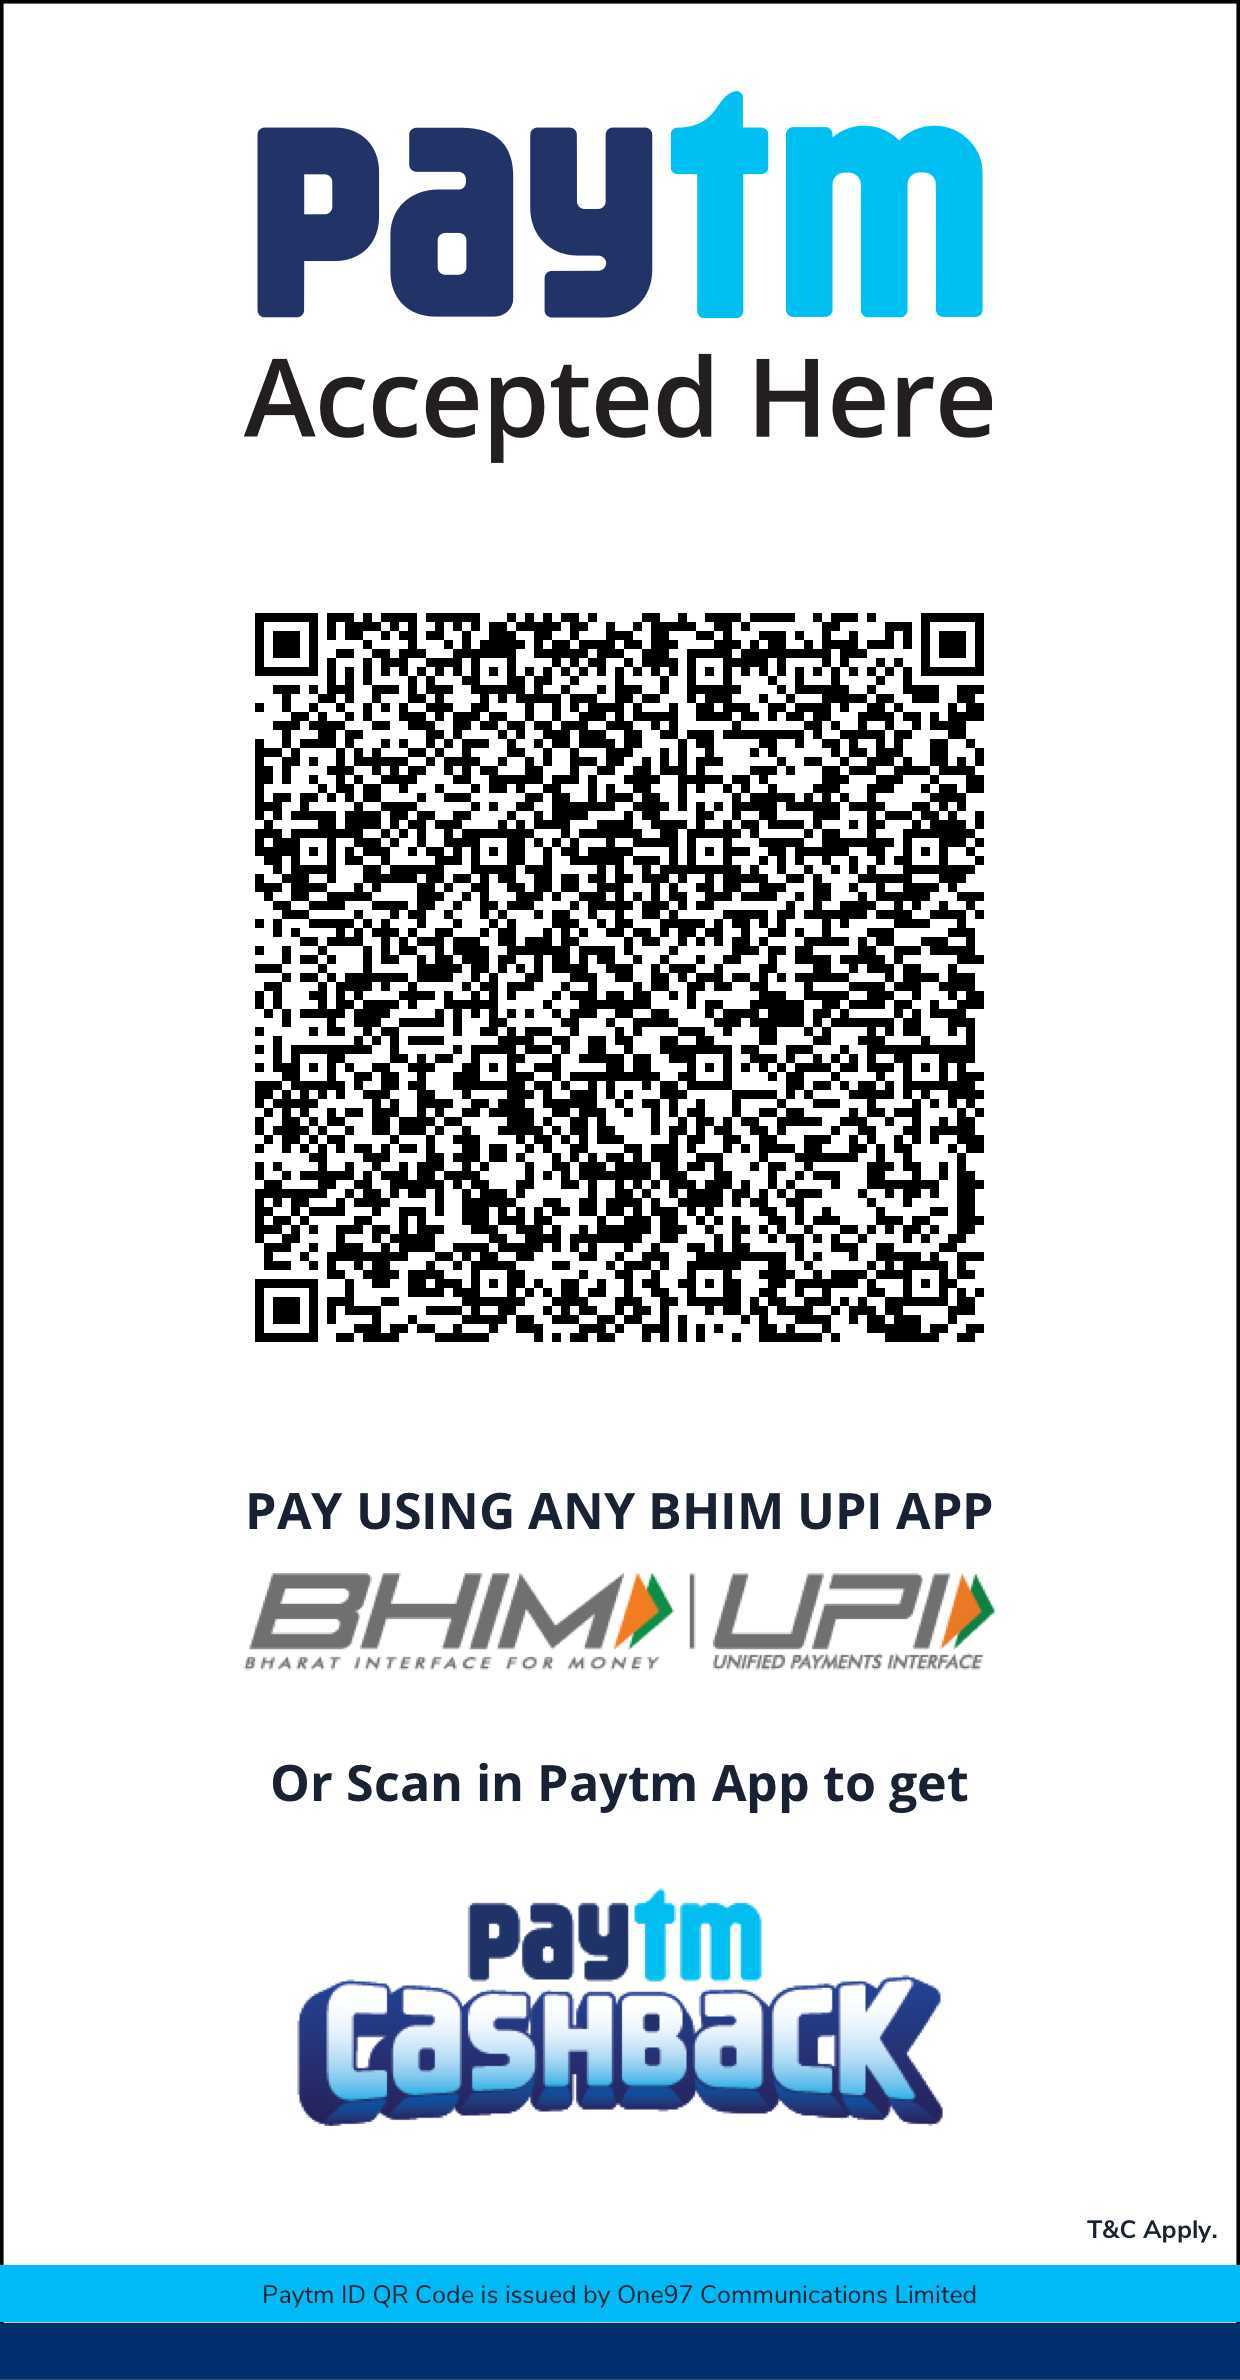 paytm
Accepted Here
PAY USING ANY BHIM UPI APP
BHIM | UPI
BHARAT INTERFACE FOR MONEY UNIFIED PAYMENTS INTERFACE
Or Scan in Paytm App to get
paytm
CASHBACK
T&C Apply.
Paytm ID QR Code is issued by One97 Communications Limited